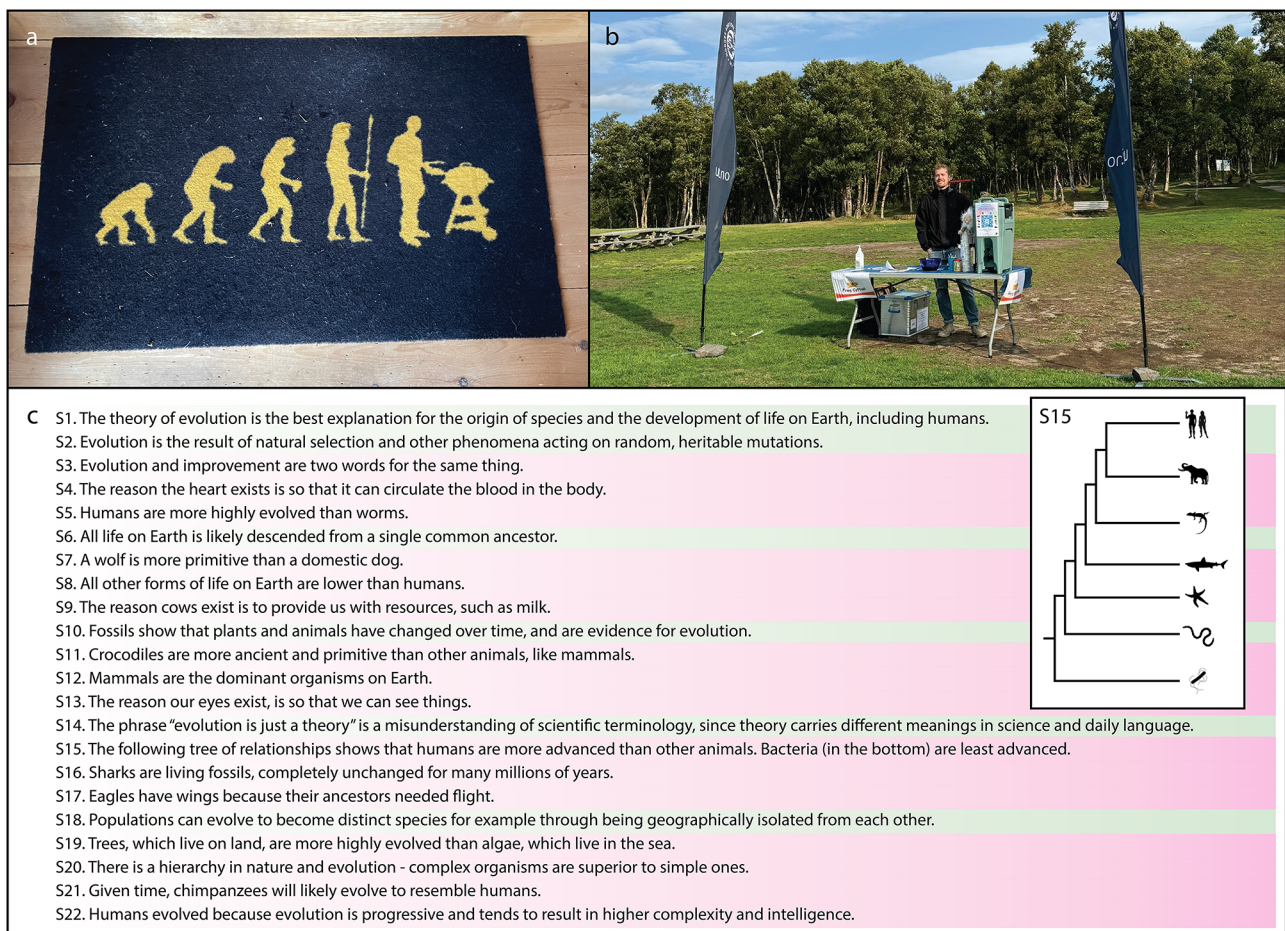 a
b
u.no
on.u
c
S1. The theory of evolution is the best explanation for the origin of species and the development of life on Earth, including humans.
S2. Evolution is the result of natural selection and other phenomena acting on random, heritable mutations.
S3. Evolution and improvement are two words for the same thing.
S4. The reason the heart exists is so that it can circulate the blood in the body.
S5. Humans are more highly evolved than worms.
S6. All life on Earth is likely descended from a single common ancestor.
S7. A wolf is more primitive than a domestic dog.
S8. All other forms of life on Earth are lower than humans.
S9. The reason cows exist is to provide us with resources, such as milk.
S10. Fossils show that plants and animals have changed over time, and are evidence for evolution.
S11. Crocodiles are more ancient and primitive than other animals, like mammals.
S12. Mammals are the dominant organisms on Earth.
S13. The reason our eyes exist, is so that we can see things.
S14. The phrase “evolution is just a theory” is a misunderstanding of scientific terminology, since theory carries different meanings in science and daily language.
S15. The following tree of relationships shows that humans are more advanced than other animals. Bacteria (in the bottom) are least advanced.
S16. Sharks are living fossils, completely unchanged for many millions of years.
S17. Eagles have wings because their ancestors needed flight.
S18. Populations can evolve to become distinct species for example through being geographically isolated from each other.
S19. Trees, which live on land, are more highly evolved than algae, which live in the sea.
S20. There is a hierarchy in nature and evolution - complex organisms are superior to simple ones.
S21. Given time, chimpanzees will likely evolve to resemble humans.
S22. Humans evolved because evolution is progressive and tends to result in higher complexity and intelligence.
S15